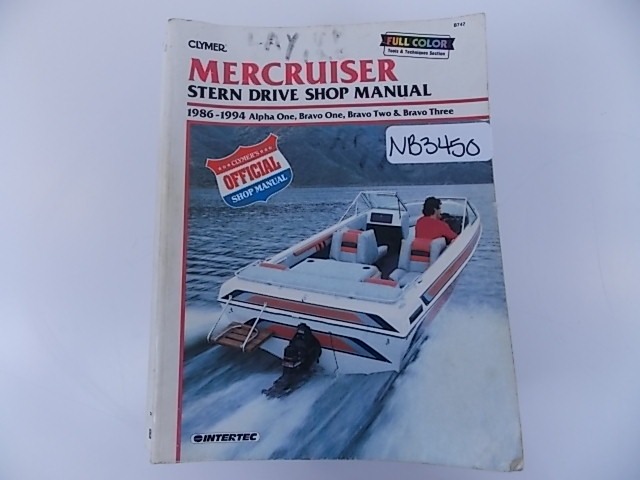 B742
CLYMER
FULL COLOR
Tools & Techniques Section
MERCRUISER
STERN DRIVE SHOP MANUAL
1986-1994 Alpha One, Bravo One, Bravo Two & Bravo Three
NB3450
CLYMER'S
OFFICIAL
SHOP MANUAL
INTERTEC